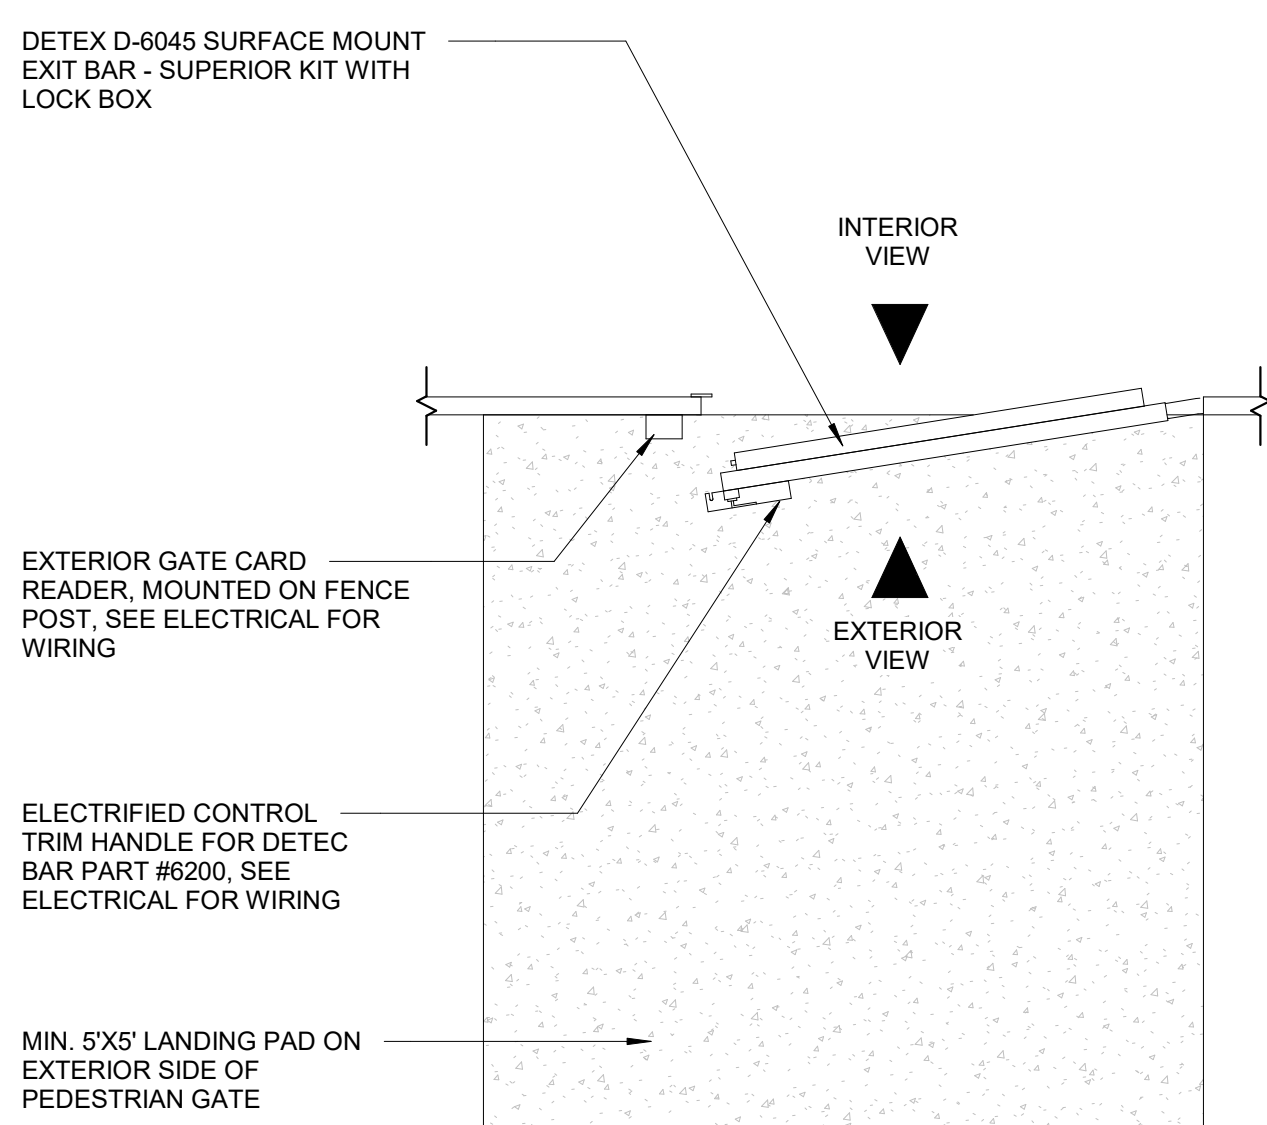 DETEX D-6045 SURFACE MOUNT
EXIT BAR - SUPERIOR KIT WITH
LOCK BOX
INTERIOR
VIEW
EXTERIOR GATE CARD
READER, MOUNTED ON FENCE
POST, SEE ELECTRICAL FOR
WIRING
EXTERIOR
VIEW
ELECTRIFIED CONTROL
TRIM HANDLE FOR DETEC
BAR PART #6200, SEE
ELECTRICAL FOR WIRING
MIN. 5'X5' LANDING PAD ON
EXTERIOR SIDE OF
PEDESTRIAN GATE